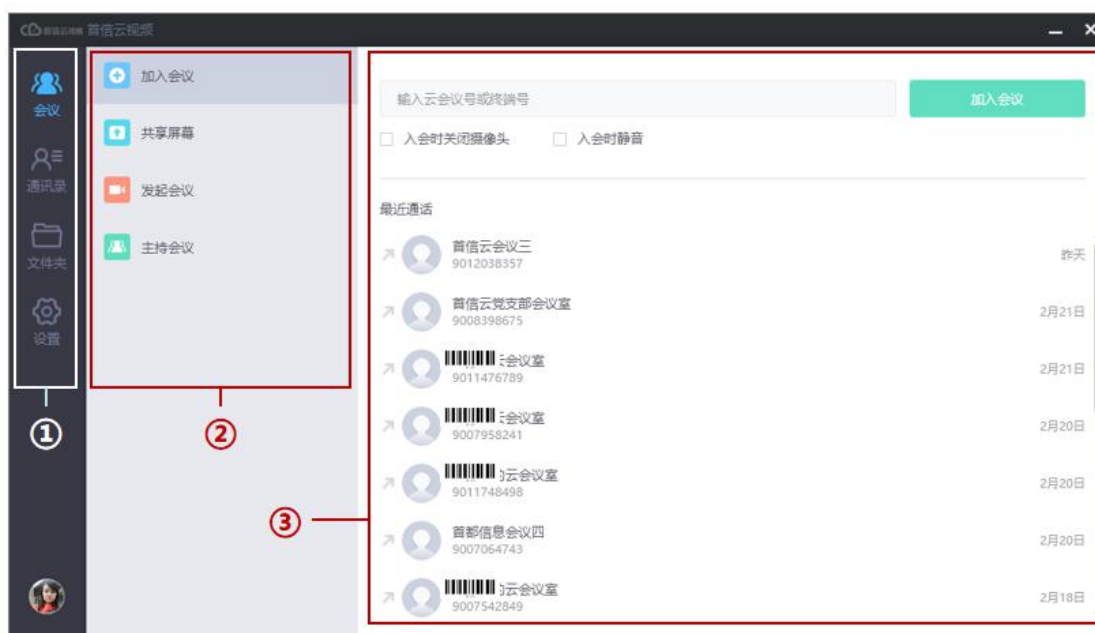 首信云视频
会议
通讯录
文件夹
设置
①
加入会议
共享屏幕
发起会议
主持会议
②
③
输入云会议号或终端号
加入会议
入会时关闭摄像头 入会时静音
最近通话
首信云会议三 昨天
9012038357
首信云党支部会议室 2月21日
9008398675
云会议室 2月21日
9011476789
云会议室 2月20日
9007958241
的云会议室 2月20日
9011748498
首都信息会议四 2月20日
9007064743
的云会议室 2月18日
9007542849